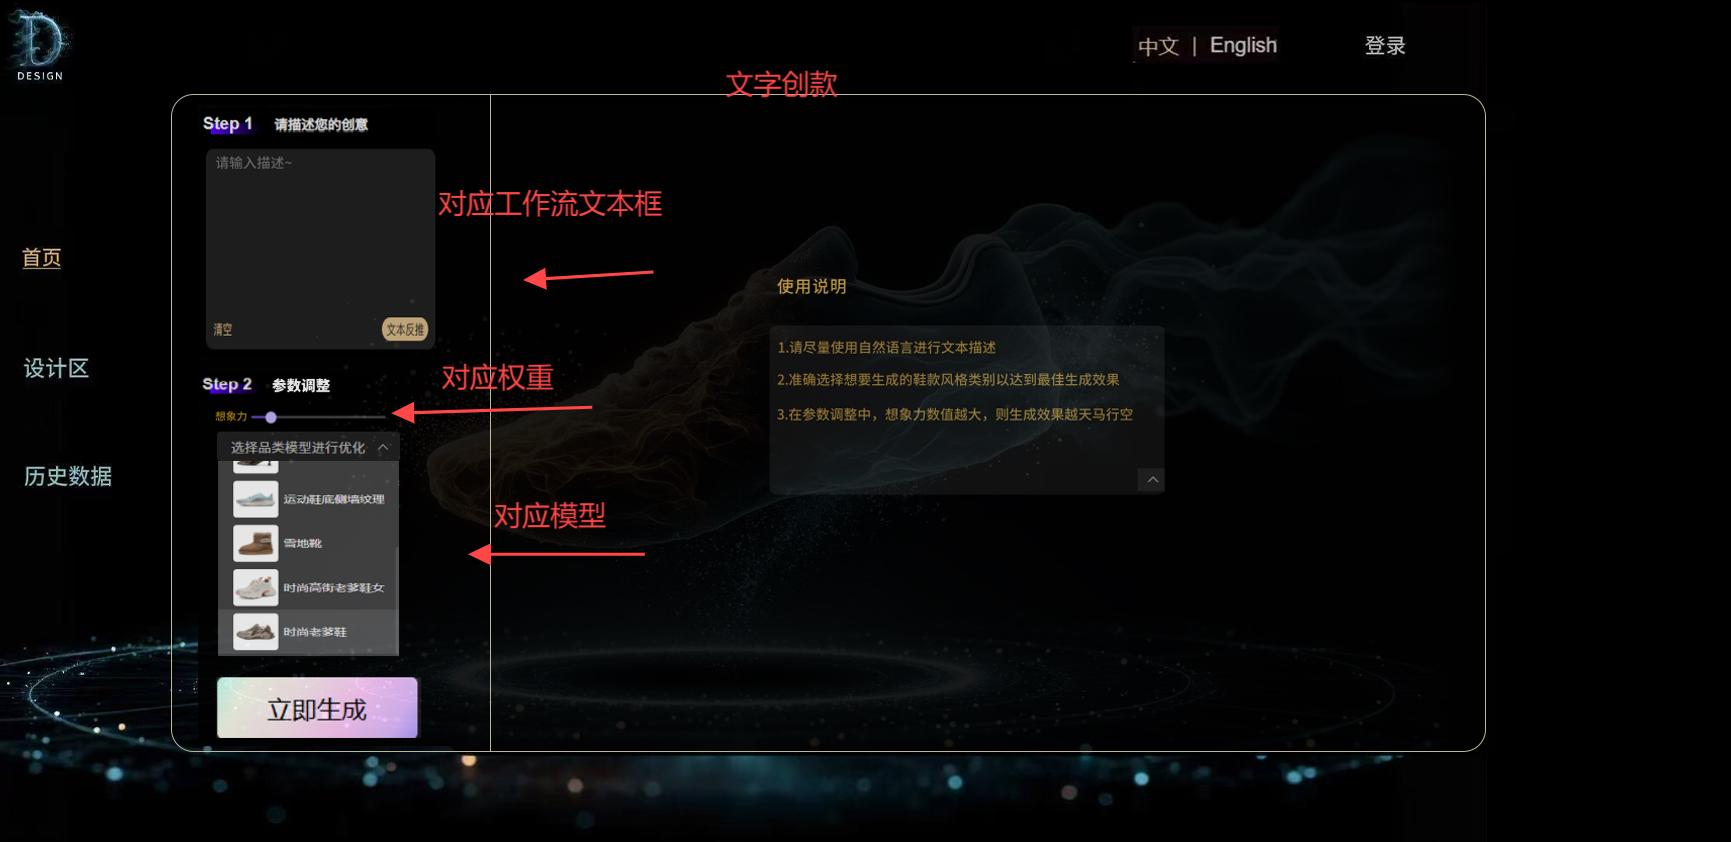 DESIGN
中文 | English
登录
文字创款
Step 1 请描述您的创意
请输入描述~
对应工作流文本框
首页
使用说明
清空 文本反推
1.请尽量使用自然语言进行文本描述
设计区
对应权重
Step 2 参数调整
2.准确选择想要生成的鞋款风格类别以达到最佳生成效果
想象力
3.在参数调整中，想象力数值越大，则生成效果越天马行空
选择品类模型进行优化
历史数据
运动鞋底侧墙纹理
对应模型
雪地靴
时尚高街老爹鞋女
时尚老爹鞋
立即生成